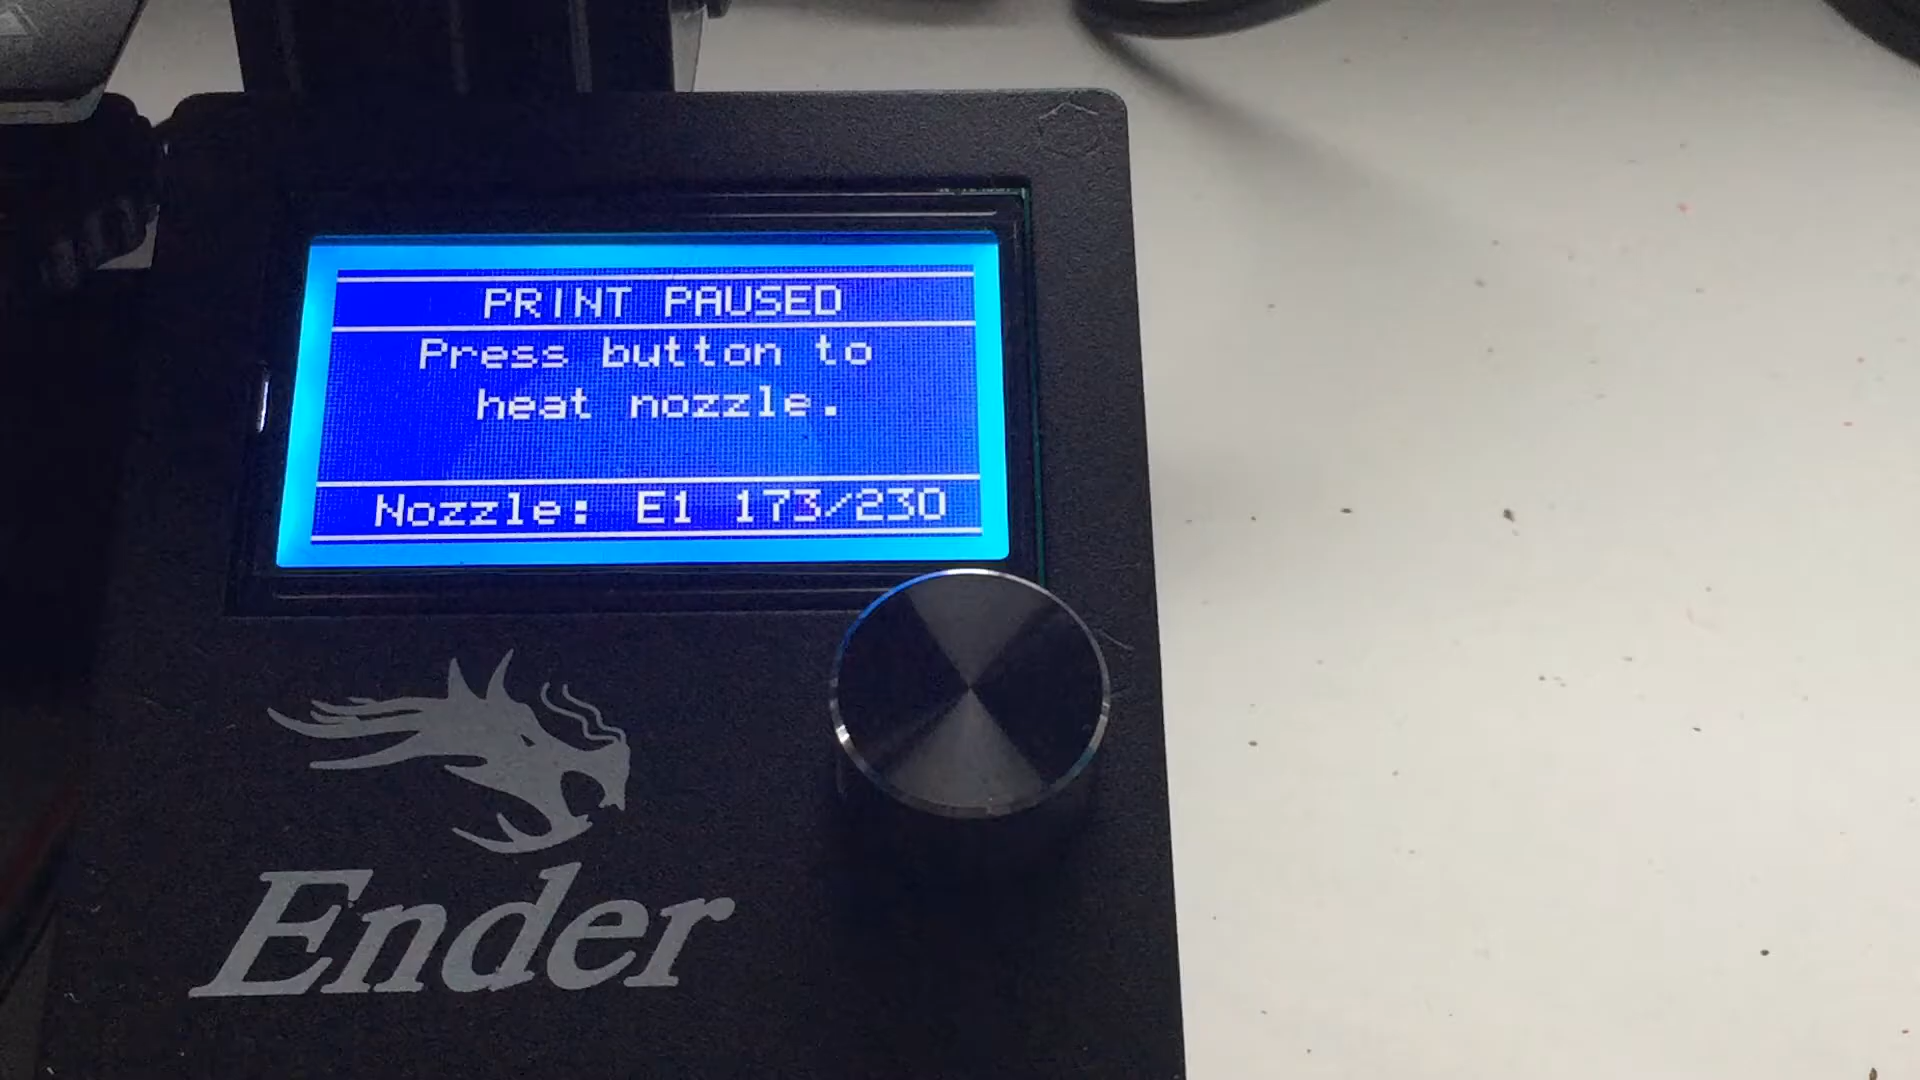 PRINT PAUSED
Press button to
heat nozzle.
Nozzle: E1 173/230
Ender